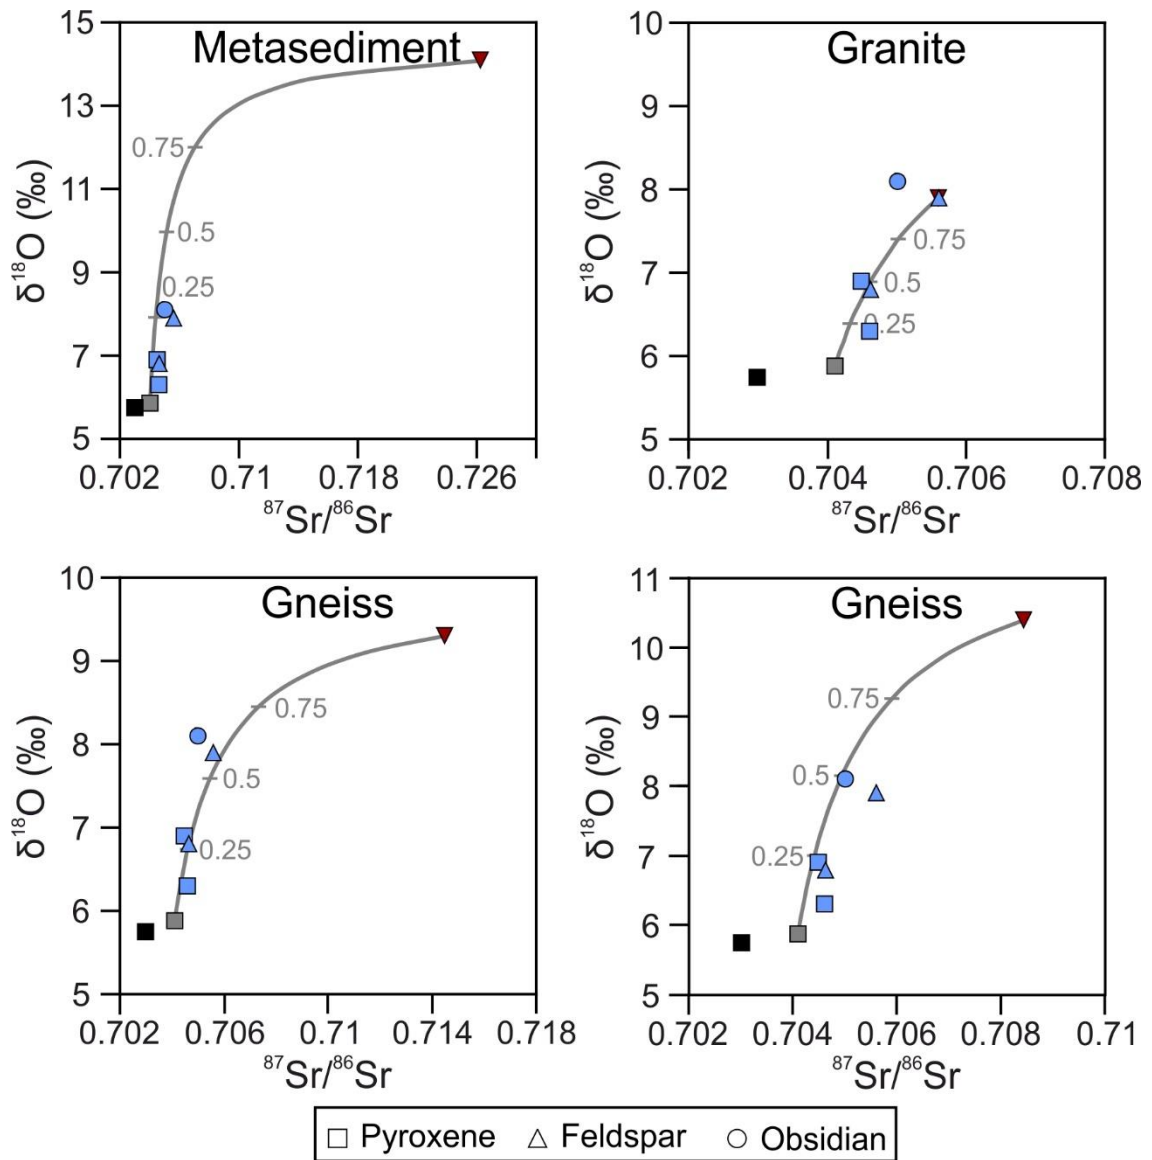 Metasediment
15
13
11
9
7
5
δ¹⁸O (‰)
0.75
0.5
0.25
0.702 0.71 0.718 0.726
⁸⁷Sr/⁸⁶Sr
Granite
10
9
8
7
6
5
δ¹⁸O (‰)
0.75
0.5
0.25
0.702 0.704 0.706 0.708
⁸⁷Sr/⁸⁶Sr
Gneiss
10
9
8
7
6
5
δ¹⁸O (‰)
0.75
0.5
0.25
0.702 0.706 0.71 0.714 0.718
⁸⁷Sr/⁸⁶Sr
Gneiss
11
10
9
8
7
6
5
δ¹⁸O (‰)
0.75
0.5
0.25
0.702 0.704 0.706 0.708 0.71
⁸⁷Sr/⁸⁶Sr
Pyroxene Feldspar Obsidian